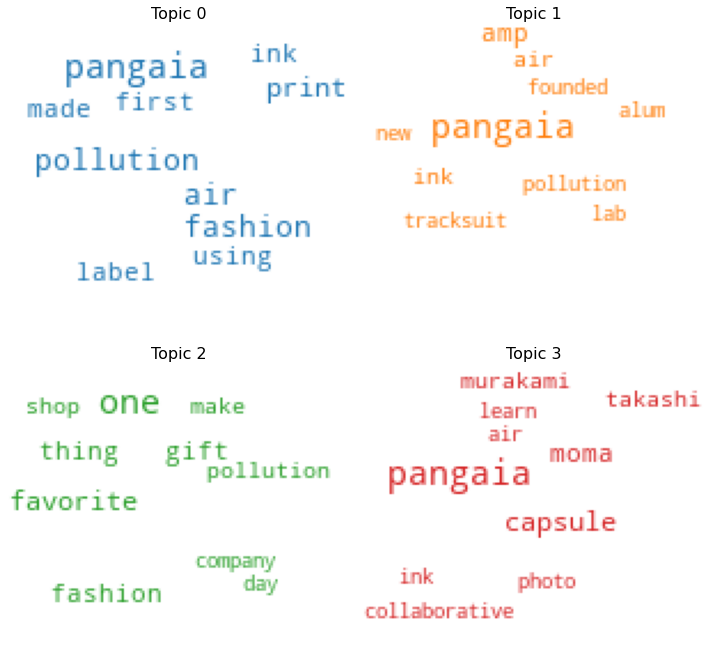 Topic 0
pangaia
ink
print
made
first
pollution
air
fashion
using
label
Topic 1
amp
air
founded
alum
new
pangaia
ink
pollution
tracksuit
lab
Topic 2
shop
one
make
thing
gift
pollution
favorite
company
day
fashion
Topic 3
murakami
takashi
learn
air
moma
pangaia
capsule
ink
photo
collaborative